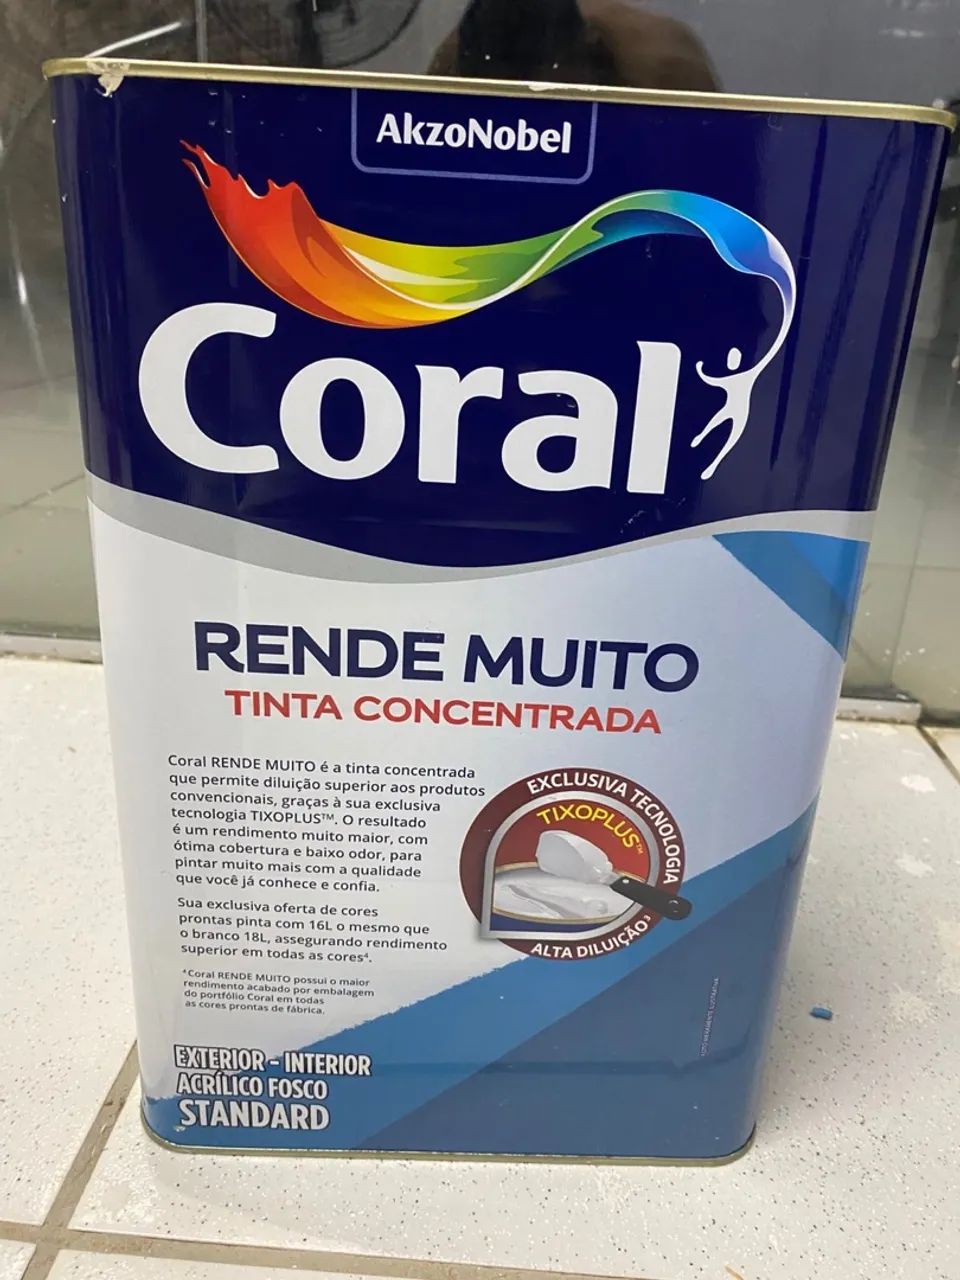 AkzoNobel
Coral
RENDE MUITO
TINTA CONCENTRADA
Coral RENDE MUITO é a tinta concentrada
que permite diluição superior aos produtos
convencionais, graças à sua exclusiva
tecnologia TIXOPLUS™. O resultado
é um rendimento muito maior, com
ótima cobertura e baixo odor, para
pintar muito mais com a qualidade
que você já conhece e confia.
Sua exclusiva oferta de cores
prontas pinta com 16L o mesmo que
o branco 18L, assegurando rendimento
superior em todas as cores⁴.
⁴Coral RENDE MUITO possui o maior
rendimento acabado por embalagem
do portfólio Coral em todas
as cores prontas de fábrica.
EXCLUSIVA TECNOLOGIA
TIXOPLUS™
ALTA DILUIÇÃO³
FOTO MERAMENTE ILUSTRATIVA
EXTERIOR - INTERIOR
ACRÍLICO FOSCO
STANDARD